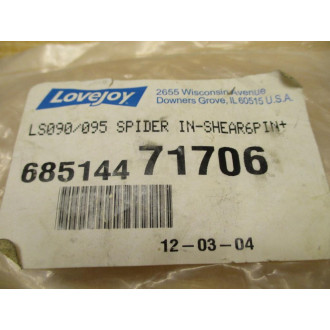 Lovejoy
2655 Wisconsin Avenue
Downers Grove, IL 60515 U.S.A.
LS090/095 SPIDER IN-SHEAR6PIN+
685144 71706
12-03-04